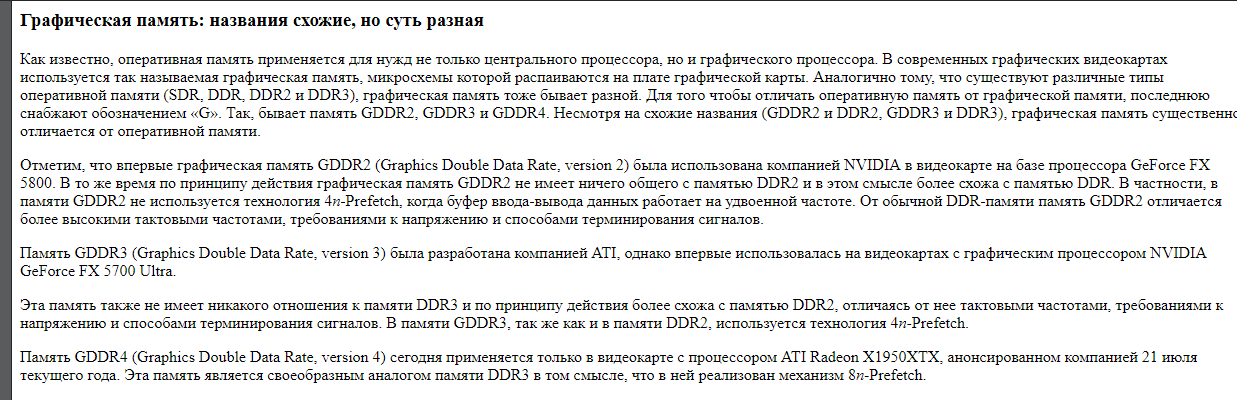 Графическая память: названия схожие, но суть разная
Как известно, оперативная память применяется для нужд не только центрального процессора, но и графического процессора. В современных графических видеокартах
используется так называемая графическая память, микросхемы которой распаиваются на плате графической карты. Аналогично тому, что существуют различные типы
оперативной памяти (SDR, DDR, DDR2 и DDR3), графическая память тоже бывает разной. Для того чтобы отличать оперативную память от графической памяти, последнюю
снабжают обозначением «G». Так, бывает память GDDR2, GDDR3 и GDDR4. Несмотря на схожие названия (GDDR2 и DDR2, GDDR3 и DDR3), графическая память существенно
отличается от оперативной памяти.
Отметим, что впервые графическая память GDDR2 (Graphics Double Data Rate, version 2) была использована компанией NVIDIA в видеокарте на базе процессора GeForce FX
5800. В то же время по принципу действия графическая память GDDR2 не имеет ничего общего с памятью DDR2 и в этом смысле более схожа с памятью DDR. В частности, в
памяти GDDR2 не используется технология 4n-Prefetch, когда буфер ввода-вывода данных работает на удвоенной частоте. От обычной DDR-памяти память GDDR2 отличается
более высокими тактовыми частотами, требованиями к напряжению и способами терминирования сигналов.
Память GDDR3 (Graphics Double Data Rate, version 3) была разработана компанией ATI, однако впервые использовалась на видеокартах с графическим процессором NVIDIA
GeForce FX 5700 Ultra.
Эта память также не имеет никакого отношения к памяти DDR3 и по принципу действия более схожа с памятью DDR2, отличаясь от нее тактовыми частотами, требованиями к
напряжению и способами терминирования сигналов. В памяти GDDR3, так же как и в памяти DDR2, используется технология 4n-Prefetch.
Память GDDR4 (Graphics Double Data Rate, version 4) сегодня применяется только в видеокарте с процессором ATI Radeon X1950XTX, анонсированном компанией 21 июля
текущего года. Эта память является своеобразным аналогом памяти DDR3 в том смысле, что в ней реализован механизм 8n-Prefetch.